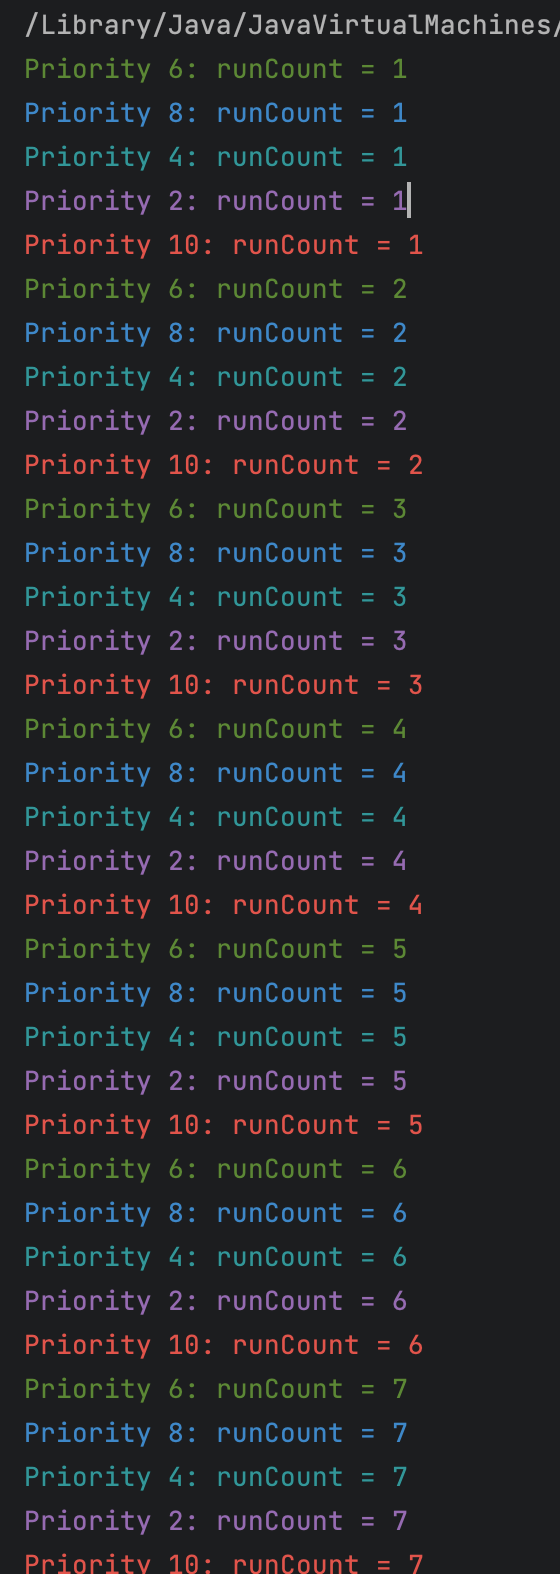 /Library/Java/JavaVirtualMachines/
Priority 6: runCount = 1
Priority 8: runCount = 1
Priority 4: runCount = 1
Priority 2: runCount = 1
Priority 10: runCount = 1
Priority 6: runCount = 2
Priority 8: runCount = 2
Priority 4: runCount = 2
Priority 2: runCount = 2
Priority 10: runCount = 2
Priority 6: runCount = 3
Priority 8: runCount = 3
Priority 4: runCount = 3
Priority 2: runCount = 3
Priority 10: runCount = 3
Priority 6: runCount = 4
Priority 8: runCount = 4
Priority 4: runCount = 4
Priority 2: runCount = 4
Priority 10: runCount = 4
Priority 6: runCount = 5
Priority 8: runCount = 5
Priority 4: runCount = 5
Priority 2: runCount = 5
Priority 10: runCount = 5
Priority 6: runCount = 6
Priority 8: runCount = 6
Priority 4: runCount = 6
Priority 2: runCount = 6
Priority 10: runCount = 6
Priority 6: runCount = 7
Priority 8: runCount = 7
Priority 4: runCount = 7
Priority 2: runCount = 7
Priority 10: runCount = 7